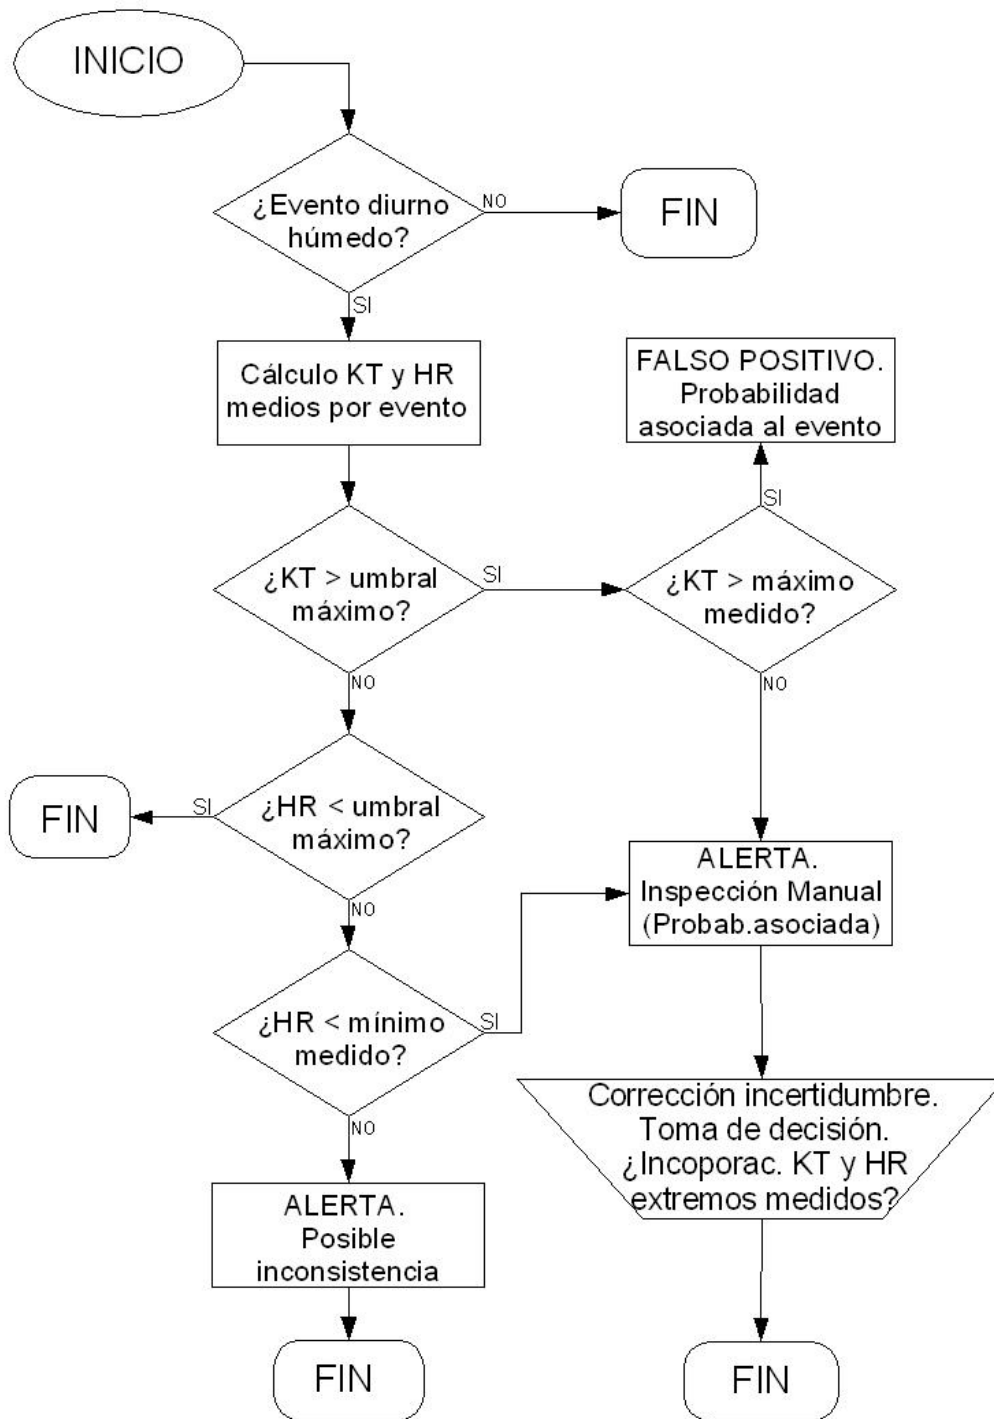 INICIO
¿Evento diurno
húmedo?
NO
FIN
SI
Cálculo KT y HR
medios por evento
FALSO POSITIVO.
Probabilidad
asociada al evento
SI
¿KT > umbral
máximo?
SI
¿KT > máximo
medido?
NO
NO
¿HR < umbral
máximo?
SI
FIN
NO
ALERTA.
Inspección Manual
(Probab.asociada)
¿HR < mínimo
medido?
SI
NO
Corrección incertidumbre.
Toma de decisión.
¿Incoporac. KT y HR
extremos medidos?
ALERTA.
Posible
inconsistencia
FIN
FIN